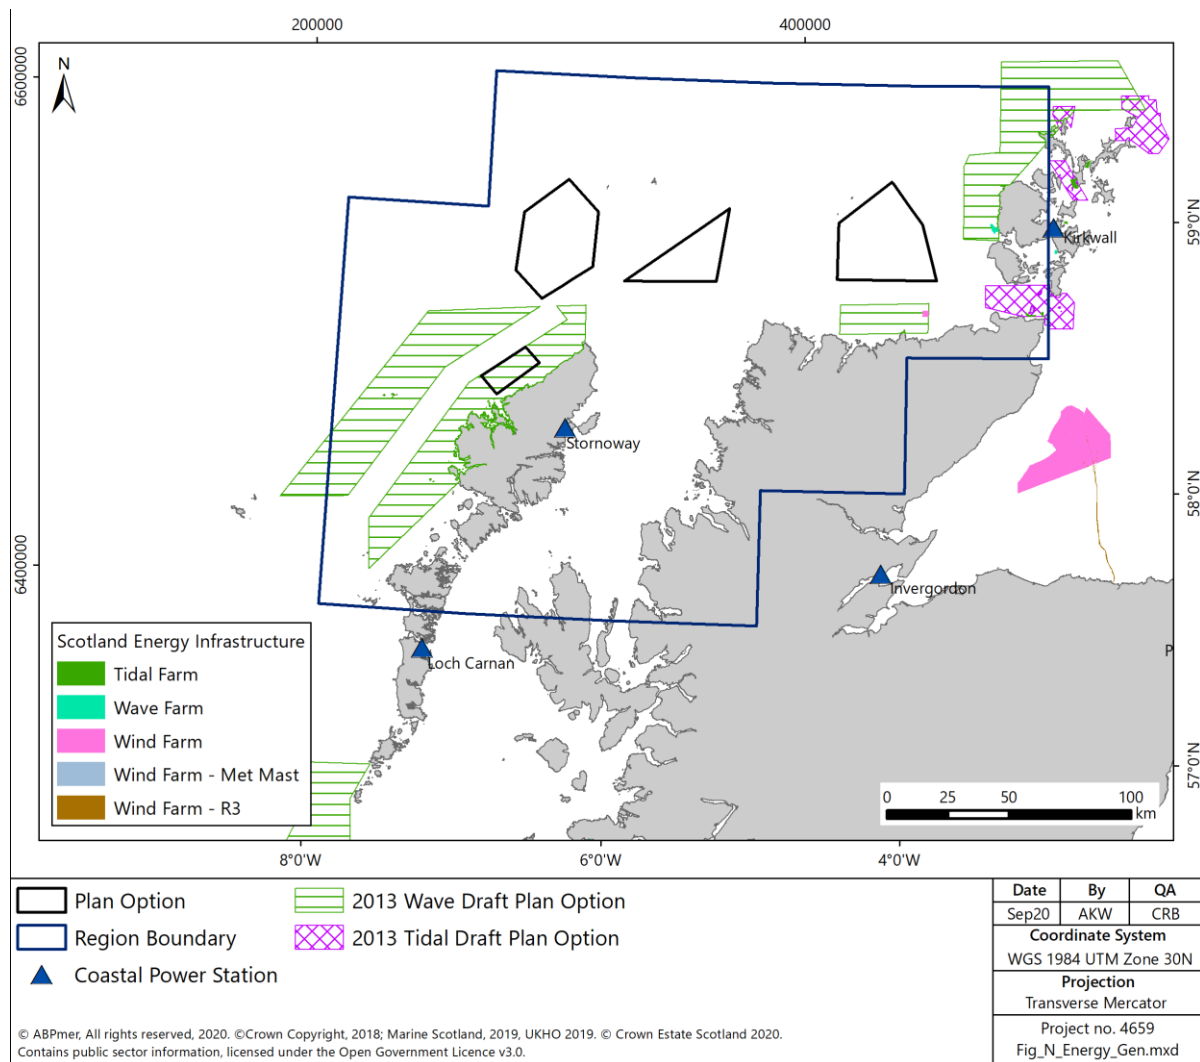 200000
400000
6600000
N
59°0'N
Kirkwall
Stornoway
58°0'N
6400000
Invergordon
Loch Carnan
P
57°0'N
Scotland Energy Infrastructure
Tidal Farm
Wave Farm
Wind Farm
Wind Farm - Met Mast
Wind Farm - R3
0 25 50 100
km
8°0'W
6°0'W
4°0'W
Plan Option
Region Boundary
Coastal Power Station
2013 Wave Draft Plan Option
2013 Tidal Draft Plan Option
Date By QA
Sep20 AKW CRB
Coordinate System
WGS 1984 UTM Zone 30N
Projection
Transverse Mercator
Project no. 4659
Fig_N_Energy_Gen.mxd
© ABPmer, All rights reserved, 2020. ©Crown Copyright, 2018; Marine Scotland, 2019, UKHO 2019. © Crown Estate Scotland 2020.
Contains public sector information, licensed under the Open Government Licence v3.0.